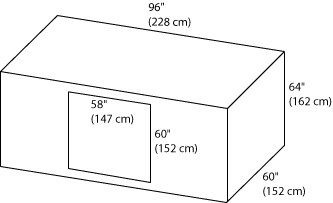 96"
(228 cm)
64"
(162 cm)
58"
(147 cm)
60"
(152 cm)
60"
(152 cm)